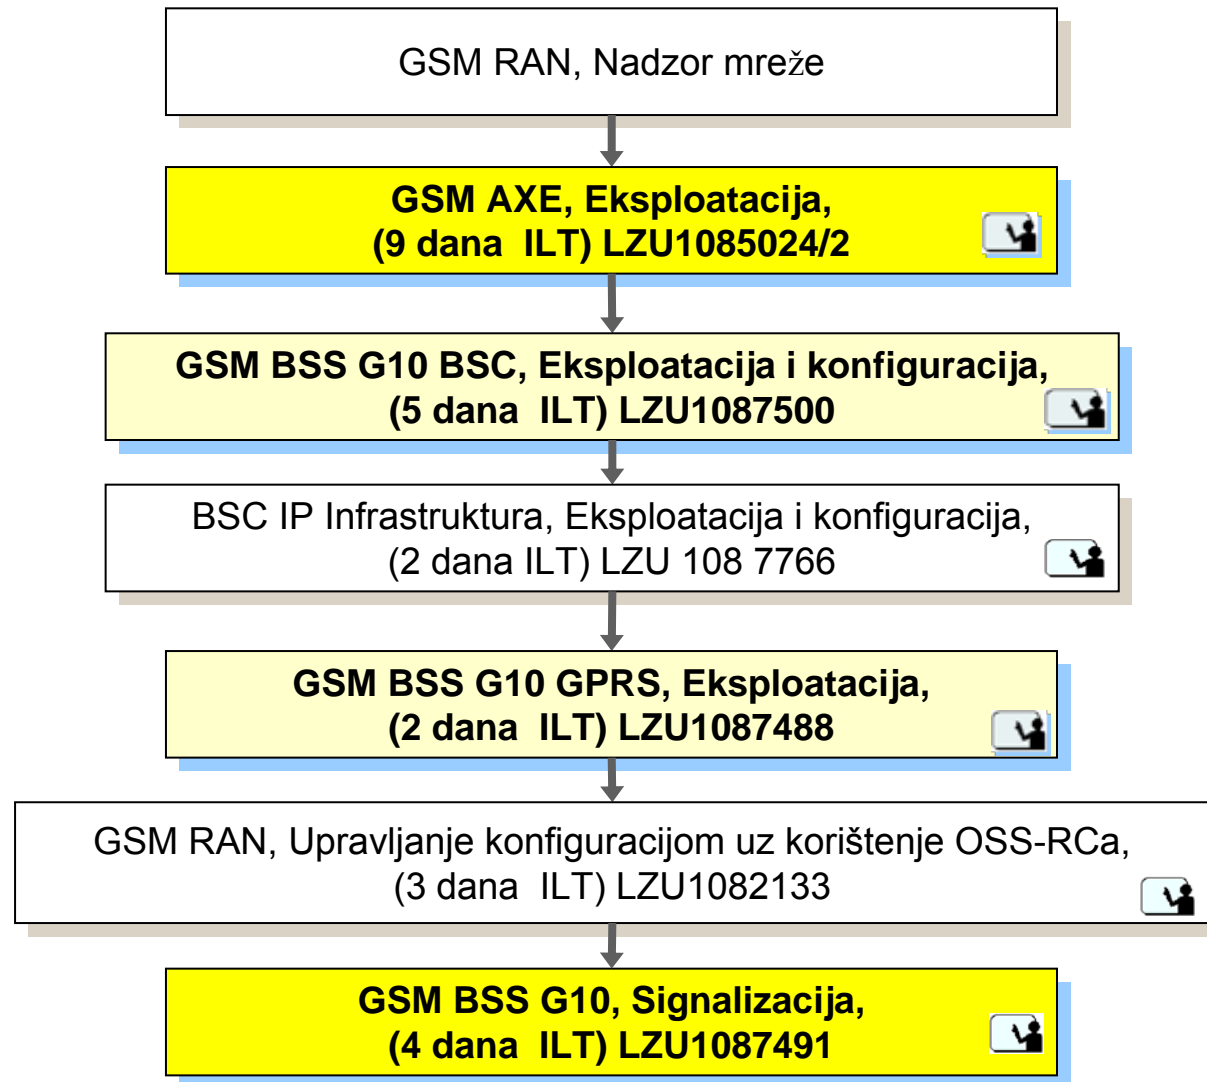 GSM RAN, Nadzor mreže
GSM AXE, Eksploatacija,
(9 dana  ILT) LZU1085024/2
GSM BSS G10 BSC, Eksploatacija i konfiguracija,
(5 dana  ILT) LZU1087500
BSC IP Infrastruktura, Eksploatacija i konfiguracija,
(2 dana ILT) LZU 108 7766
GSM BSS G10 GPRS, Eksploatacija,
(2 dana  ILT) LZU1087488
GSM RAN, Upravljanje konfiguracijom uz korištenje OSS-RCa,
(3 dana  ILT) LZU1082133
GSM BSS G10, Signalizacija,
(4 dana  ILT) LZU1087491